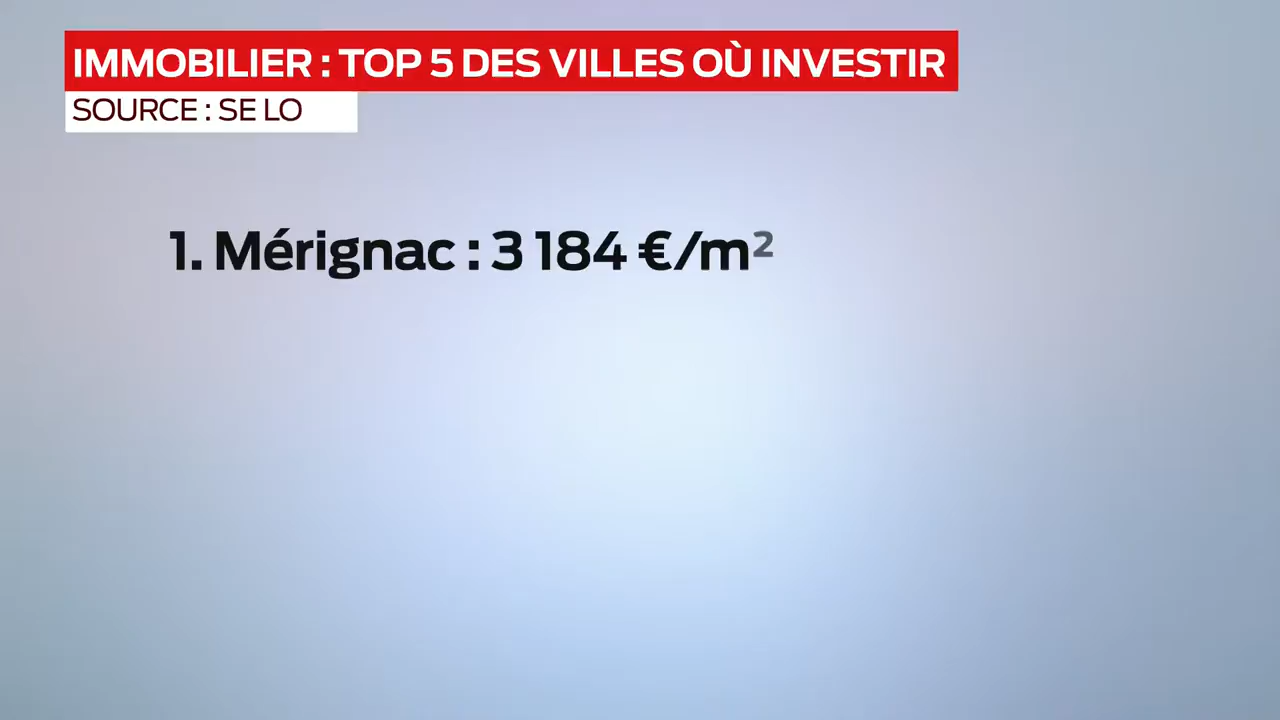 IMMOBILIER : TOP 5 DES VILLES OÙ INVESTIR
SOURCE : SE LO
1. Mérignac : 3 184 €/m²